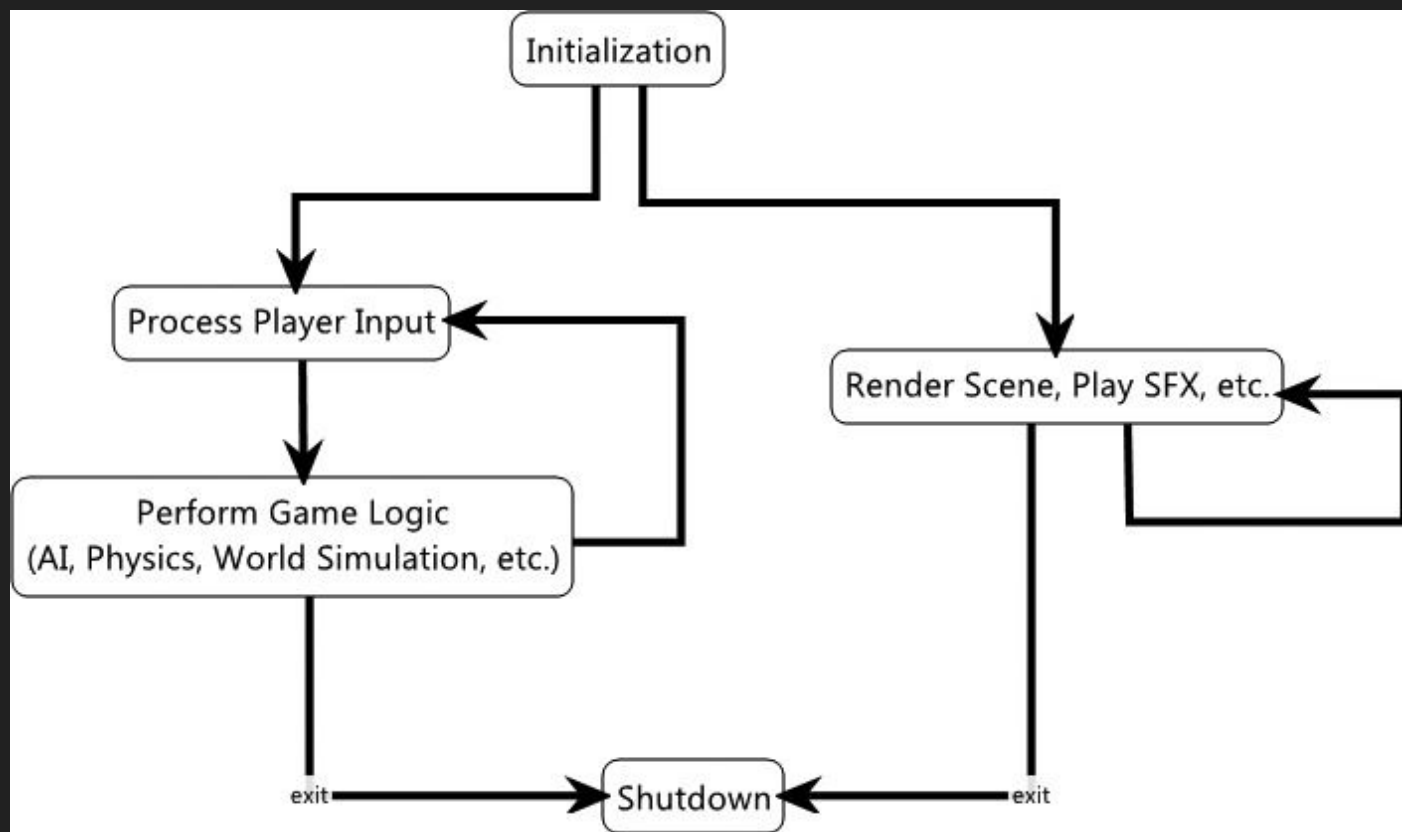 Initialization
Process Player Input
Render Scene, Play SFX, etc.
Perform Game Logic
(AI, Physics, World Simulation, etc.)
exit
Shutdown
exit